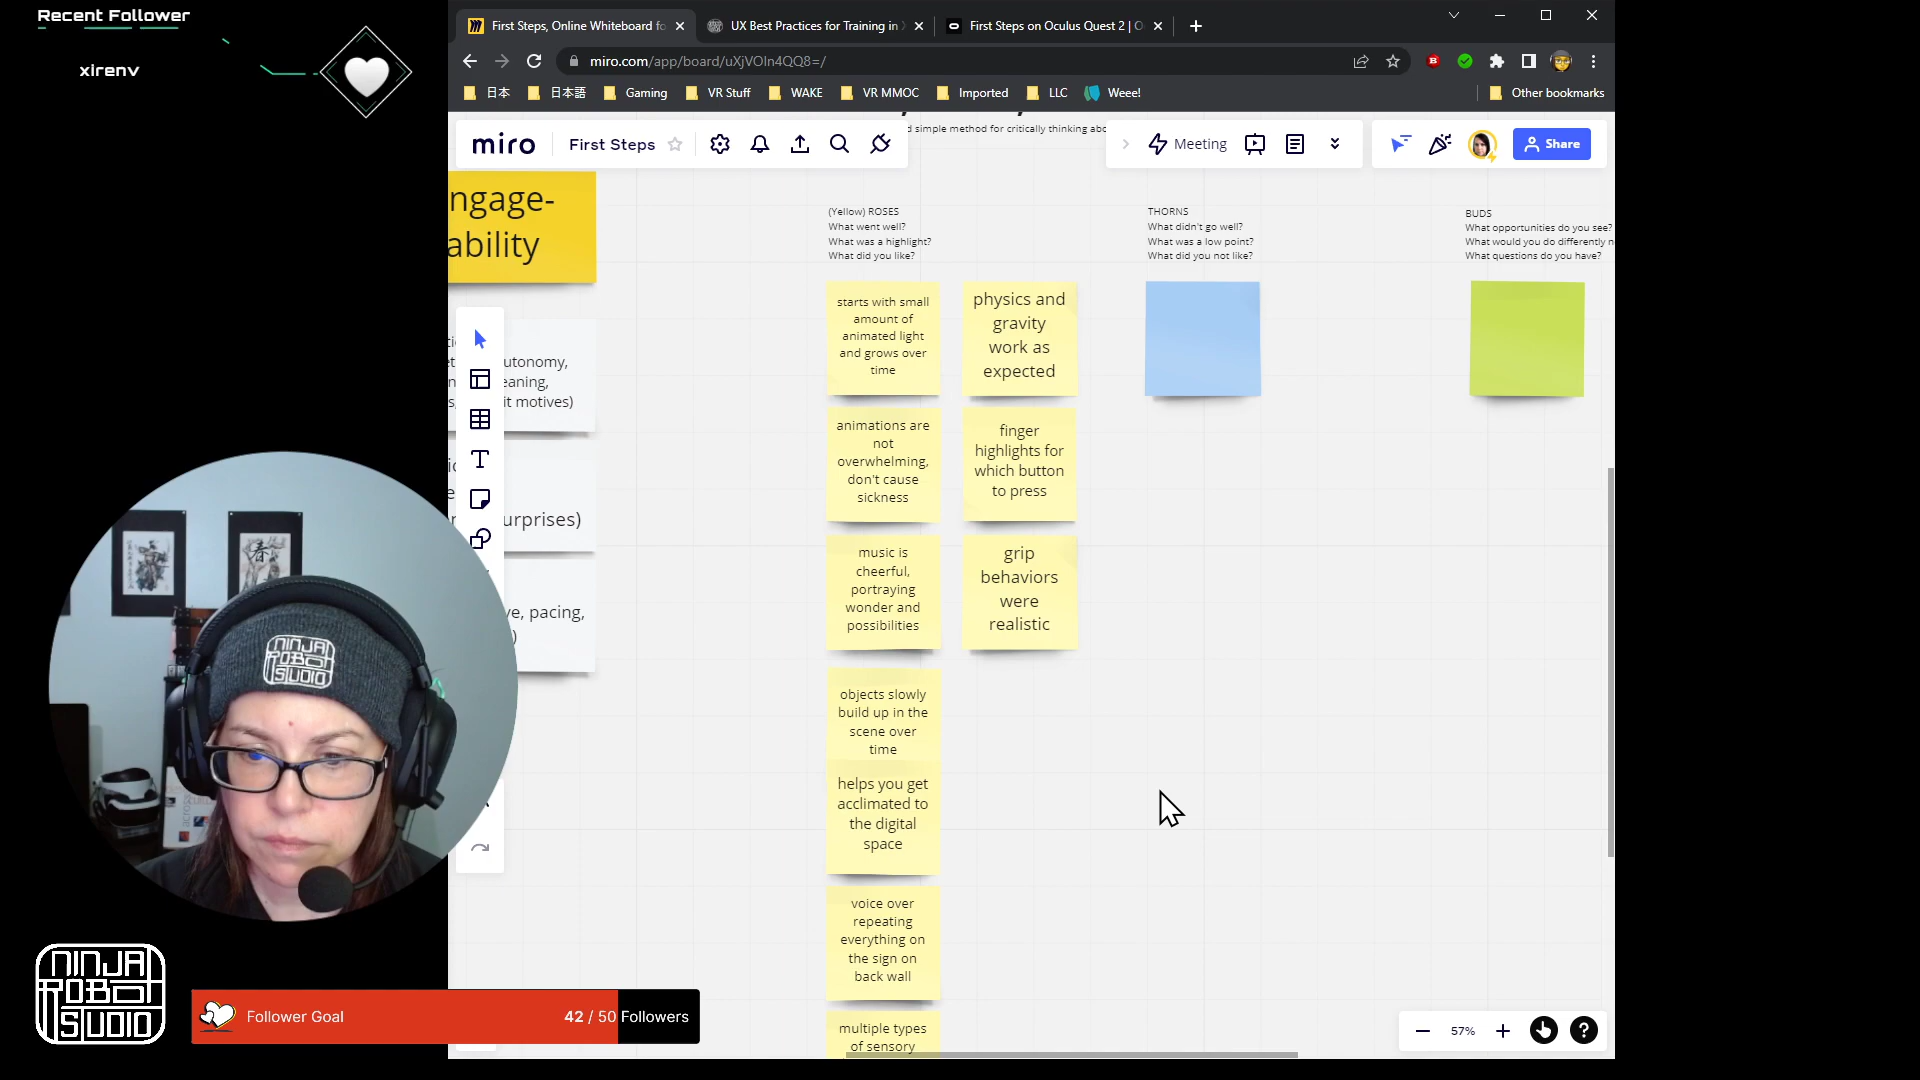 Recent Follower
xirenv
First Steps, Online Whiteboard fo
UX Best Practices for Training in
First Steps on Oculus Quest 2 | O
miro.com/app/board/uXjVOIn4QQ8=/
日本
日本語
Gaming
VR Stuff
WAKE
VR MMOC
Imported
LLC
Weee!
Other bookmarks
d simple method for critically thinking abo
miro
First Steps
Meeting
Share
ngage-
ability
utonomy,
eaning,
it motives)
urprises)
ve, pacing,
(Yellow) ROSES
What went well?
What was a highlight?
What did you like?
THORNS
What didn't go well?
What was a low point?
What did you not like?
BUDS
What opportunities do you see?
What would you do differently n
What questions do you have?
starts with small
amount of
animated light
and grows over
time
physics and
gravity
work as
expected
animations are
not
overwhelming,
don't cause
sickness
finger
highlights for
which button
to press
music is
cheerful,
portraying
wonder and
possibilities
grip
behaviors
were
realistic
objects slowly
build up in the
scene over
time
helps you get
acclimated to
the digital
space
voice over
repeating
everything on
the sign on
back wall
multiple types
of sensory
57%
NINJA
ROBOT
STUDIO
NINJA
ROBOT
STUDIO
Follower Goal
42 / 50 Followers